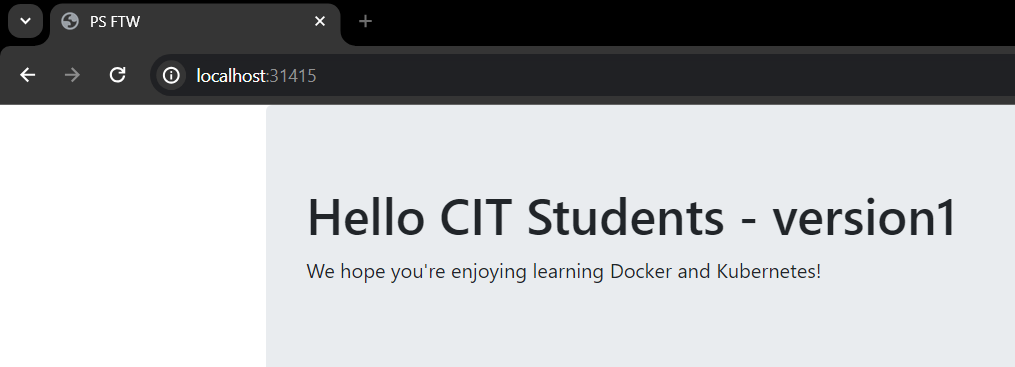 PS FTW
localhost:31415
Hello CIT Students - version1
We hope you're enjoying learning Docker and Kubernetes!